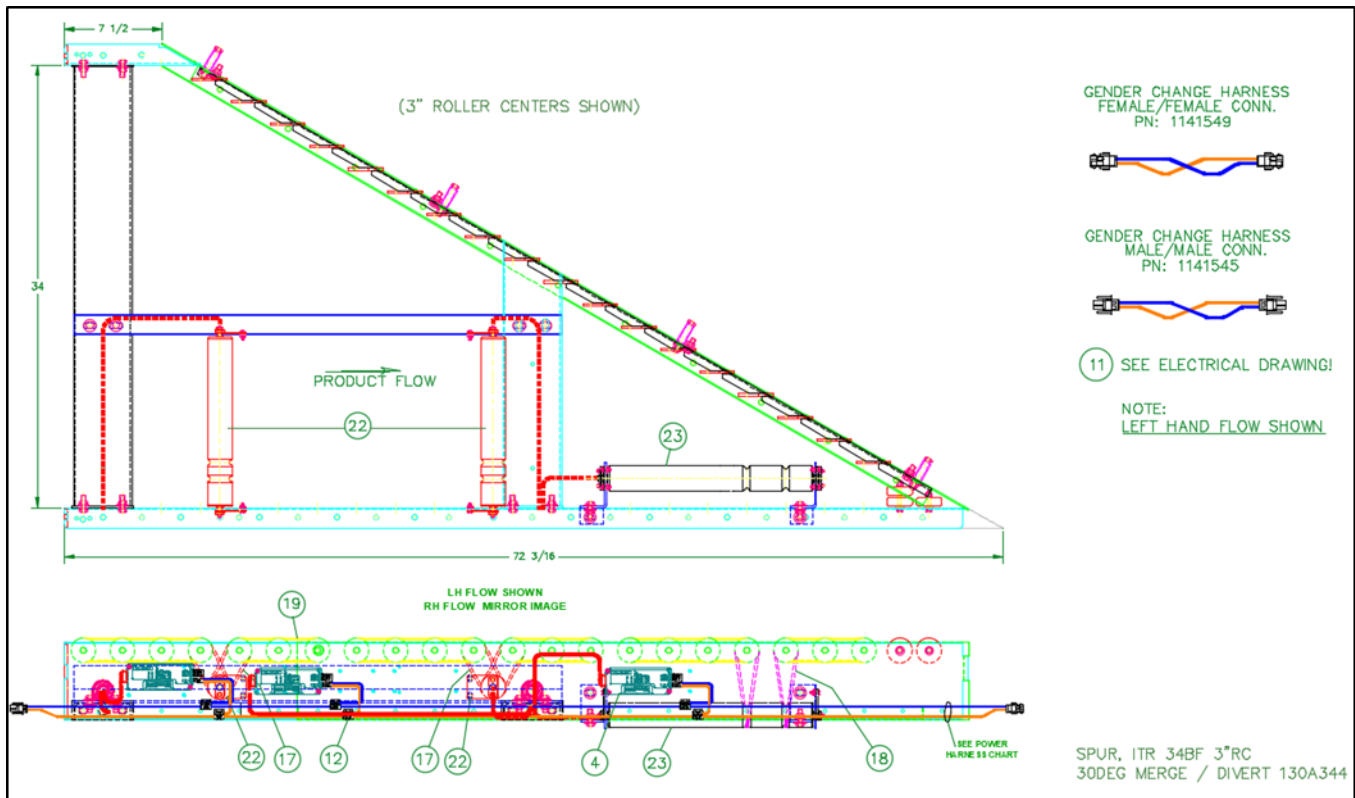 7 1/2
(3" ROLLER CENTERS SHOWN)
GENDER CHANGE HARNESS
FEMALE/FEMALE CONN.
PN: 1141549
GENDER CHANGE HARNESS
MALE/MALE CONN.
PN: 1141545
34
PRODUCT FLOW
11 SEE ELECTRICAL DRAWING!
NOTE:
LEFT HAND FLOW SHOWN
22
23
72 3/16
LH FLOW SHOWN
RH FLOW MIRROR IMAGE
19
22
17
12
17
22
4
23
18
SEE POWER
HARNESS CHART
SPUR, ITR 34BF 3"RC
30DEG MERGE / DIVERT 130A344